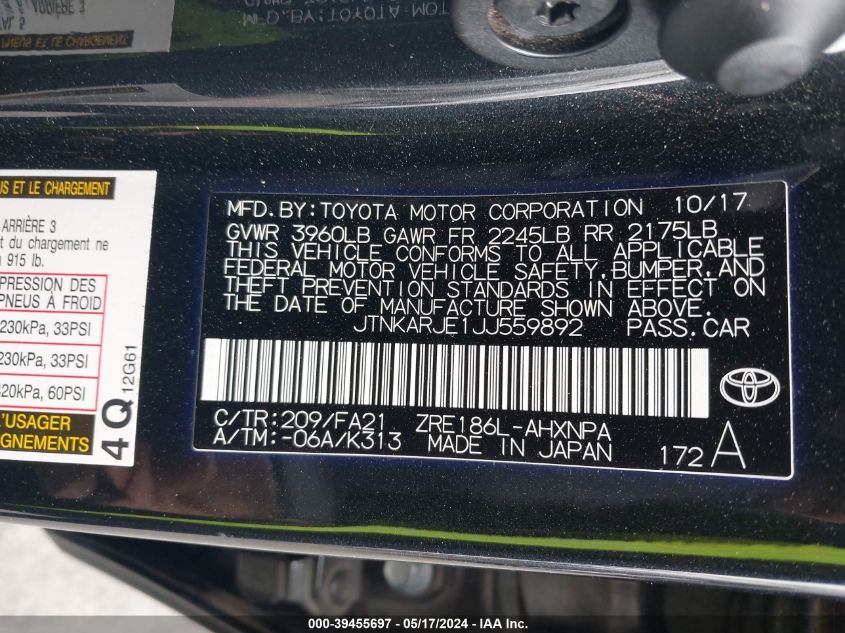 US ET LE CHARGEMENT
ARRIÈRE 3
t du chargement ne
915 lb.
PRESSION DES
PNEUS À FROID
230kPa, 33PSI
230kPa, 33PSI
420kPa, 60PSI
L'USAGER
GNEMENTS
4Q 12G61
MFD.BY:TOYOTA MOTOR CORPORATION 10/17
GVWR 3960LB GAWR FR 2245LB RR 2175LB
THIS VEHICLE CONFORMS TO ALL APPLICABLE
FEDERAL MOTOR VEHICLE SAFETY,BUMPER,AND
THEFT PREVENTION STANDARDS IN EFFECT ON
THE DATE OF MANUFACTURE SHOWN ABOVE.
JTNKARJE1JJ559892 PASS.CAR
C/TR:209/FA21 ZRE186L-AHXNPA
A/TM:-06A/K313 MADE IN JAPAN 172 A
000-39455697 - 05/17/2024 - IAA Inc.